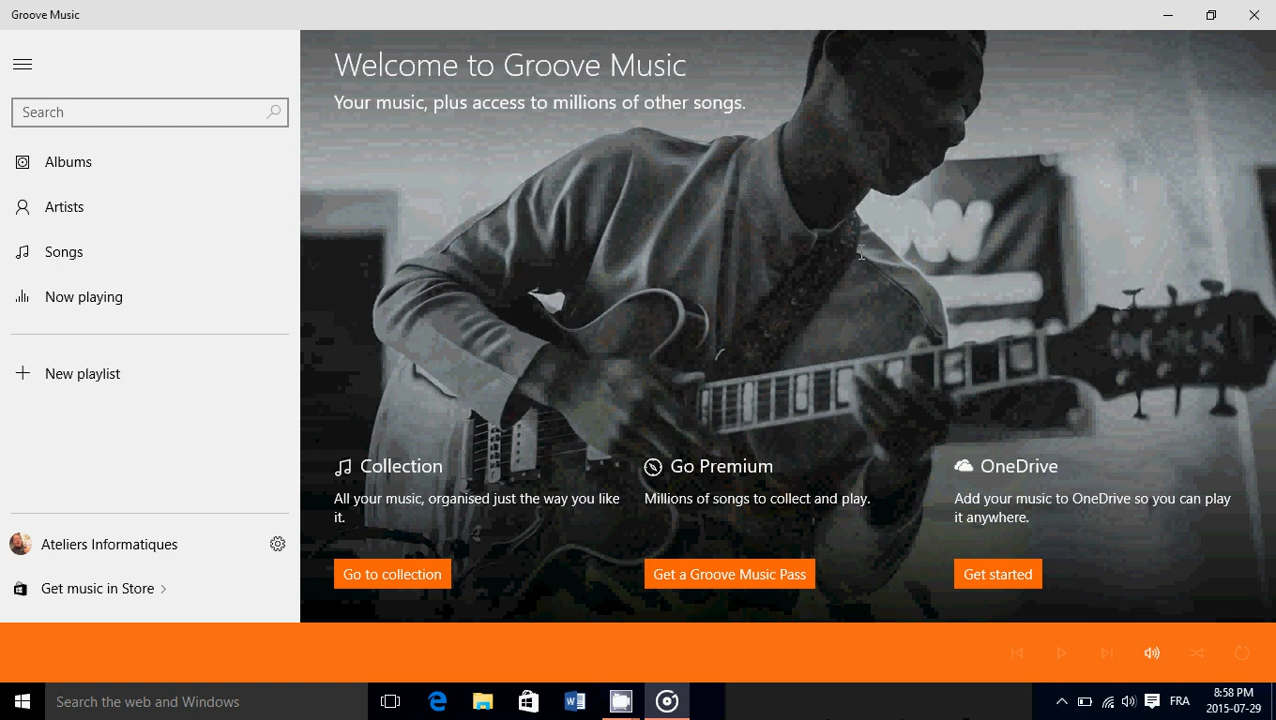 Groove Music
Search
Albums
Artists
Songs
Now playing
New playlist
Ateliers Informatiques
Get music in Store
Welcome to Groove Music
Your music, plus access to millions of other songs.
Collection
All your music, organised just the way you like
it.
Go to collection
Go Premium
Millions of songs to collect and play.
Get a Groove Music Pass
OneDrive
Add your music to OneDrive so you can play
it anywhere.
Get started
Search the web and Windows
FRA
8:58 PM
2015-07-29